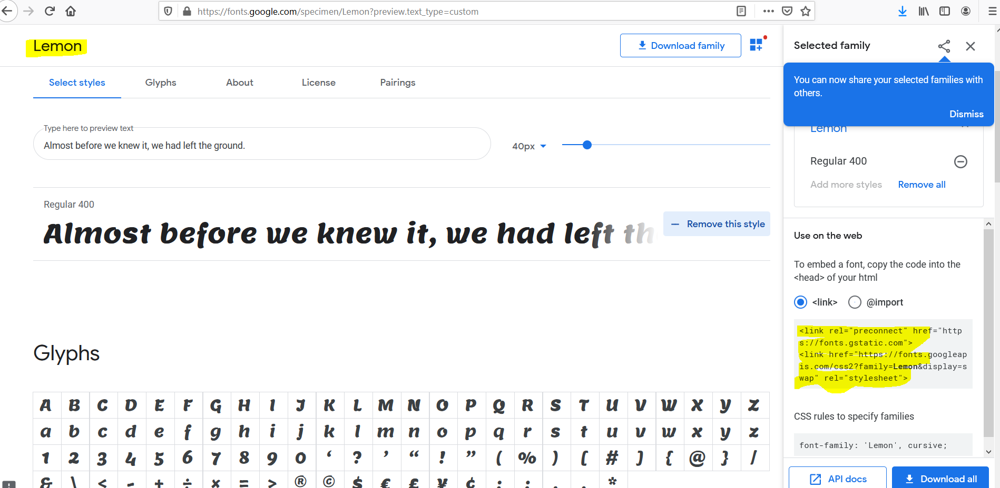 https://fonts.google.com/specimen/Lemon?preview.text_type=custom
Lemon
Download family
Select styles
Glyphs
About
License
Pairings
Type here to preview text
Almost before we knew it, we had left the ground.
40px
Regular 400
Almost before we knew it, we had left th
Remove this style
Glyphs
A B C D E F G H I J K L M N O P Q R S T U V W X Y Z
a b c d e f g h i j k l m n o p q r s t u v w x y z
1 2 3 4 5 6 7 8 9 0 ‘ ? ’ “ ! ” ( % ) [ # ] { @ } /
& \ < - + ÷ × = > ® © $ € £ ¥ ¢ : ; , . *
Selected family
You can now share your selected families with
others.
Dismiss
Lemon
Regular 400
Add more styles
Remove all
Use on the web
To embed a font, copy the code into the
<head> of your html
<link>
@import
<link rel="preconnect" href="http
s://fonts.gstatic.com">
<link href="https://fonts.googleap
is.com/css2?family=Lemon&display=s
wap" rel="stylesheet">
CSS rules to specify families
font-family: 'Lemon', cursive;
API docs
Download all